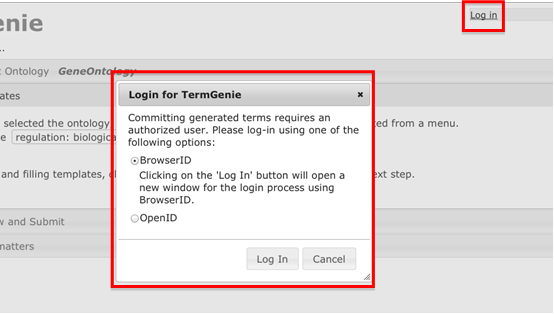 enie
Log in
..
t Ontology GeneOntology
ates
Login for TermGenie
selected the ontology
ted from a menu.
e regulation: biologica
Committing generated terms requires an
authorized user. Please log-in using one of the
following options:
BrowserID
Clicking on the 'Log In' button will open a
new window for the login process using
BrowserID.
and filling templates, c
ext step.
OpenID
w and Submit
matters
Log In
Cancel